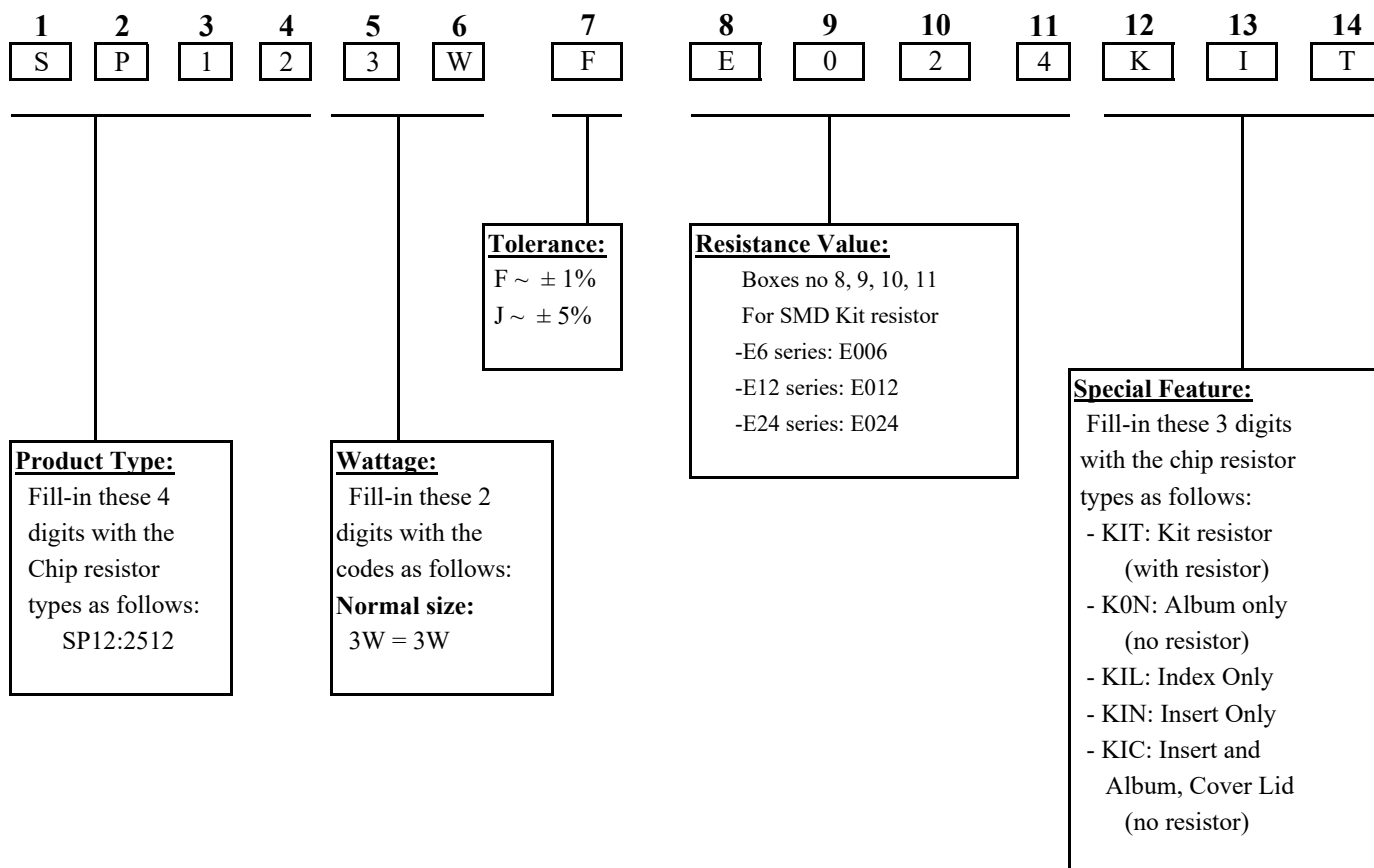 1 2 3 4 5 6 7 8 9 10 11 12 13 14
S P 1 2 3 W F E 0 2 4 K I T
Tolerance:
F ~ ± 1%
J ~ ± 5%
Resistance Value:
Boxes no 8, 9, 10, 11
For SMD Kit resistor
-E6 series: E006
-E12 series: E012
-E24 series: E024
Special Feature:
Fill-in these 3 digits
with the chip resistor
types as follows:
- KIT: Kit resistor
(with resistor)
- K0N: Album only
(no resistor)
- KIL: Index Only
- KIN: Insert Only
- KIC: Insert and
Album, Cover Lid
(no resistor)
Product Type:
Fill-in these 4
digits with the
Chip resistor
types as follows:
SP12:2512
Wattage:
Fill-in these 2
digits with the
codes as follows:
Normal size:
3W = 3W